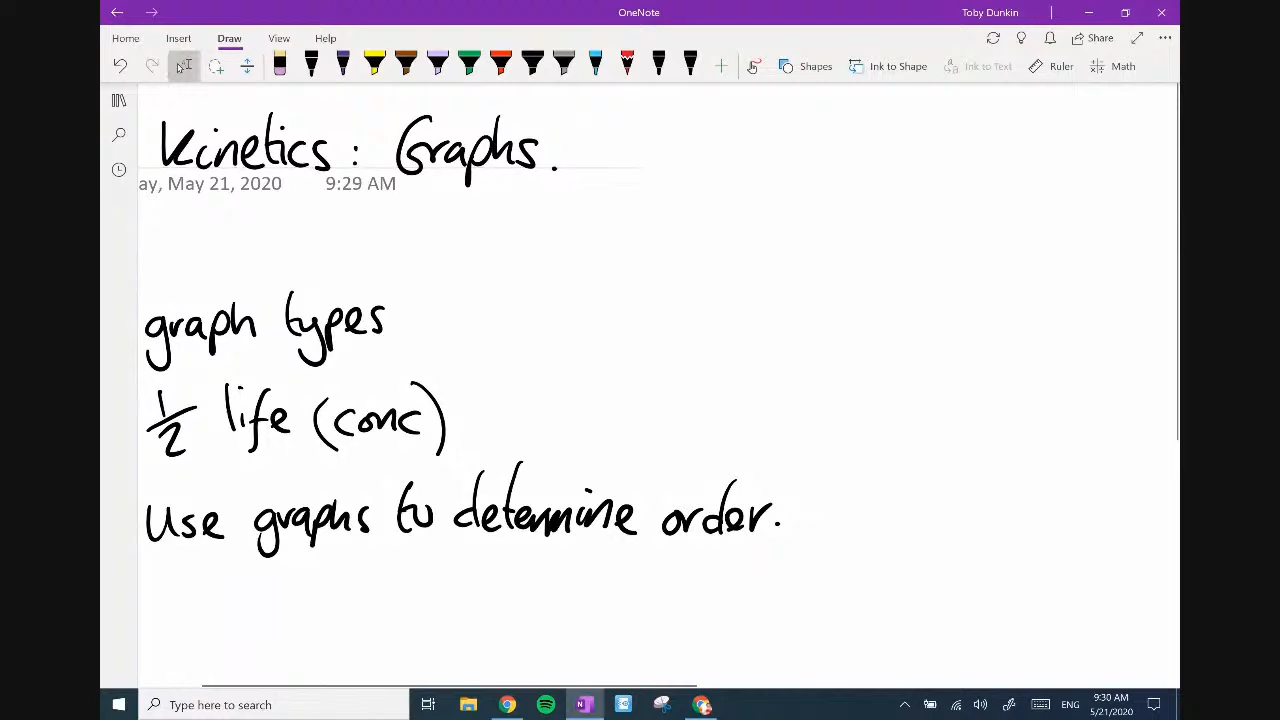 OneNote
Toby Dunkin
Home Insert Draw View Help
Share
Shapes Ink to Shape Ink to Text Ruler Math
Kinetics : Graphs.
ay, May 21, 2020 9:29 AM
graph types
1/2 life (conc)
Use graphs to determine order.
Type here to search
ENG
9:30 AM
5/21/2020